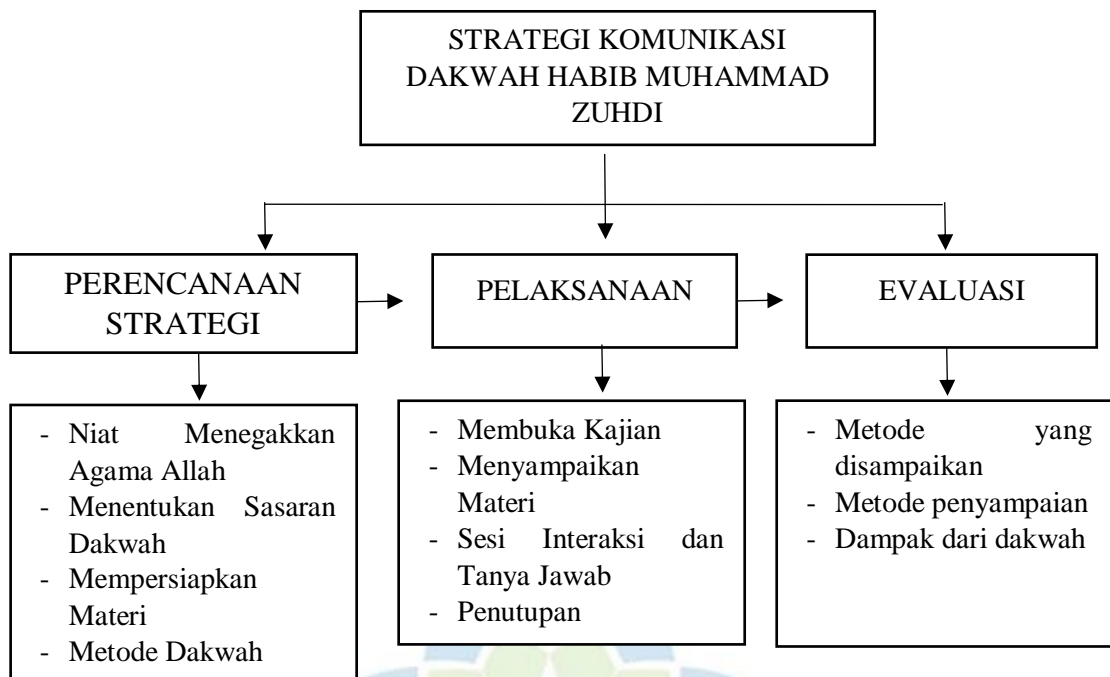 STRATEGI KOMUNIKASI
DAKWAH HABIB MUHAMMAD
ZUHDI
PERENCANAAN
STRATEGI
PELAKSANAAN
EVALUASI
- Niat Menegakkan
Agama Allah
- Menentukan Sasaran
Dakwah
- Mempersiapkan
Materi
- Metode Dakwah
- Membuka Kajian
- Menyampaikan
Materi
- Sesi Interaksi dan
Tanya Jawab
- Penutupan
- Metode yang
disampaikan
- Metode penyampaian
- Dampak dari dakwah